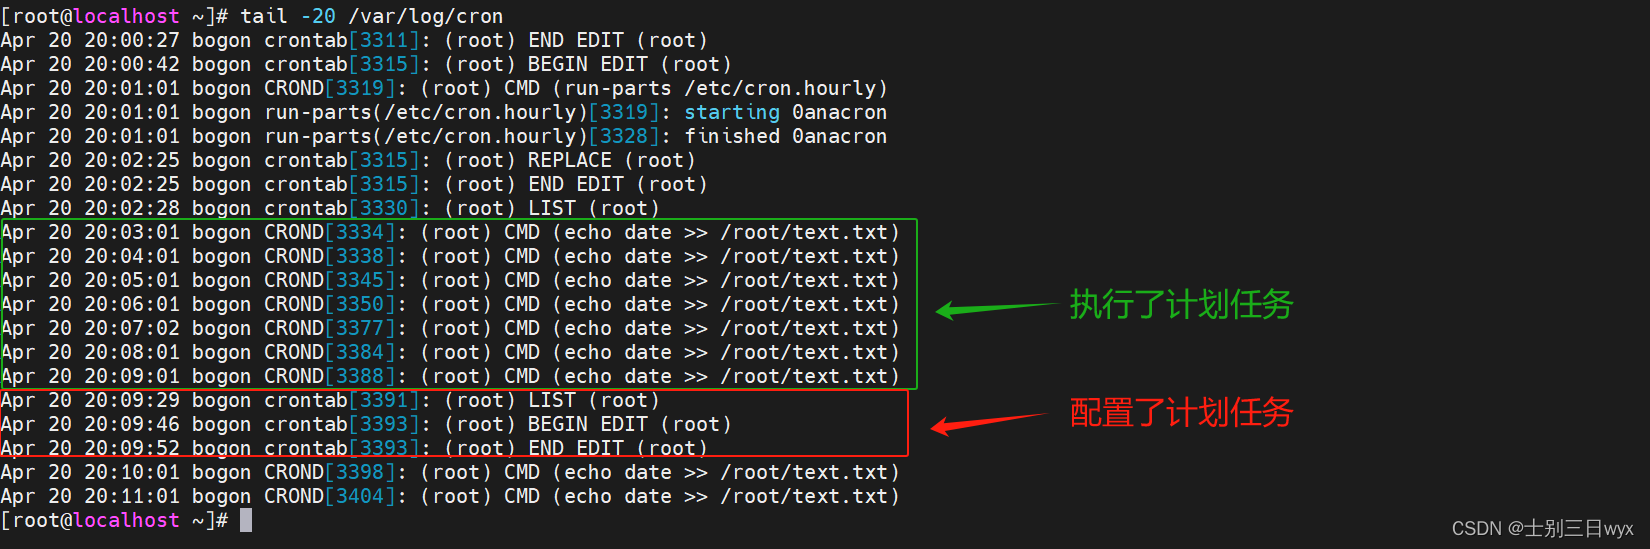 [root@localhost ~]# tail -20 /var/log/cron
Apr 20 20:00:27 bogon crontab[3311]: (root) END EDIT (root)
Apr 20 20:00:42 bogon crontab[3315]: (root) BEGIN EDIT (root)
Apr 20 20:01:01 bogon CROND[3319]: (root) CMD (run-parts /etc/cron.hourly)
Apr 20 20:01:01 bogon run-parts(/etc/cron.hourly)[3319]: starting 0anacron
Apr 20 20:01:01 bogon run-parts(/etc/cron.hourly)[3328]: finished 0anacron
Apr 20 20:02:25 bogon crontab[3315]: (root) REPLACE (root)
Apr 20 20:02:25 bogon crontab[3315]: (root) END EDIT (root)
Apr 20 20:02:28 bogon crontab[3330]: (root) LIST (root)
Apr 20 20:03:01 bogon CROND[3334]: (root) CMD (echo date >> /root/text.txt)
Apr 20 20:04:01 bogon CROND[3338]: (root) CMD (echo date >> /root/text.txt)
Apr 20 20:05:01 bogon CROND[3345]: (root) CMD (echo date >> /root/text.txt)
Apr 20 20:06:01 bogon CROND[3350]: (root) CMD (echo date >> /root/text.txt)
执行了计划任务
Apr 20 20:07:02 bogon CROND[3377]: (root) CMD (echo date >> /root/text.txt)
Apr 20 20:08:01 bogon CROND[3384]: (root) CMD (echo date >> /root/text.txt)
Apr 20 20:09:01 bogon CROND[3388]: (root) CMD (echo date >> /root/text.txt)
Apr 20 20:09:29 bogon crontab[3391]: (root) LIST (root)
配置了计划任务
Apr 20 20:09:46 bogon crontab[3393]: (root) BEGIN EDIT (root)
Apr 20 20:09:52 bogon crontab[3393]: (root) END EDIT (root)
Apr 20 20:10:01 bogon CROND[3398]: (root) CMD (echo date >> /root/text.txt)
Apr 20 20:11:01 bogon CROND[3404]: (root) CMD (echo date >> /root/text.txt)
[root@localhost ~]#
CSDN @士别三日wyx